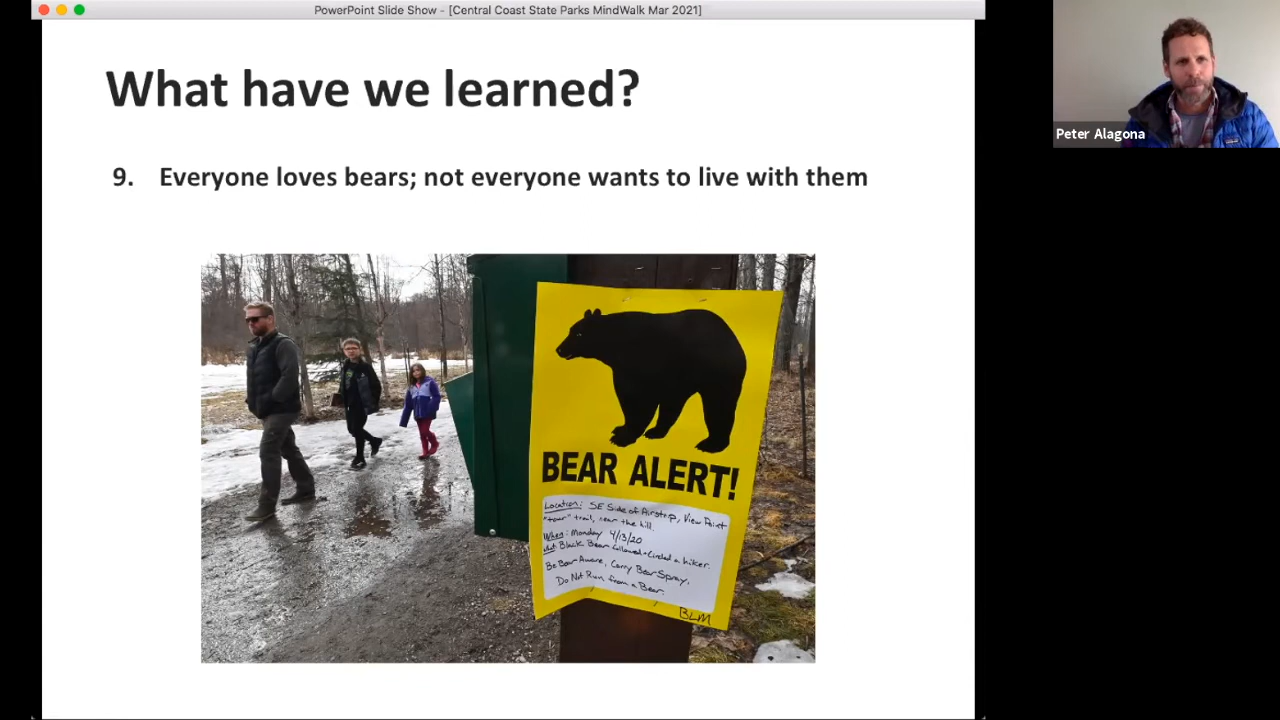 PowerPoint Slide Show - [Central Coast State Parks MindWalk Mar 2021]
What have we learned?
9. Everyone loves bears; not everyone wants to live with them
Peter Alagona
BEAR ALERT!
Location: SE Side of Airstrip, View Point
"tour" trail, near the hill.
When: Monday 4/13/20
What: Black Bear followed + Circled a hiker.
Be Bear Aware, Carry Bear Spray,
Do Not Run from a Bear.
BLM